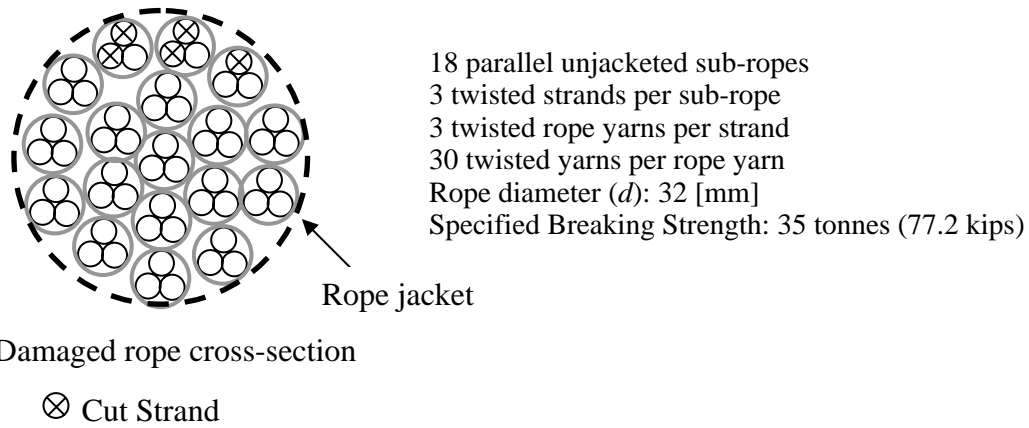 18 parallel unjacketed sub-ropes
3 twisted strands per sub-rope
3 twisted rope yarns per strand
30 twisted yarns per rope yarn
Rope diameter (d): 32 [mm]
Specified Breaking Strength: 35 tonnes (77.2 kips)
Rope jacket
Damaged rope cross-section
Cut Strand